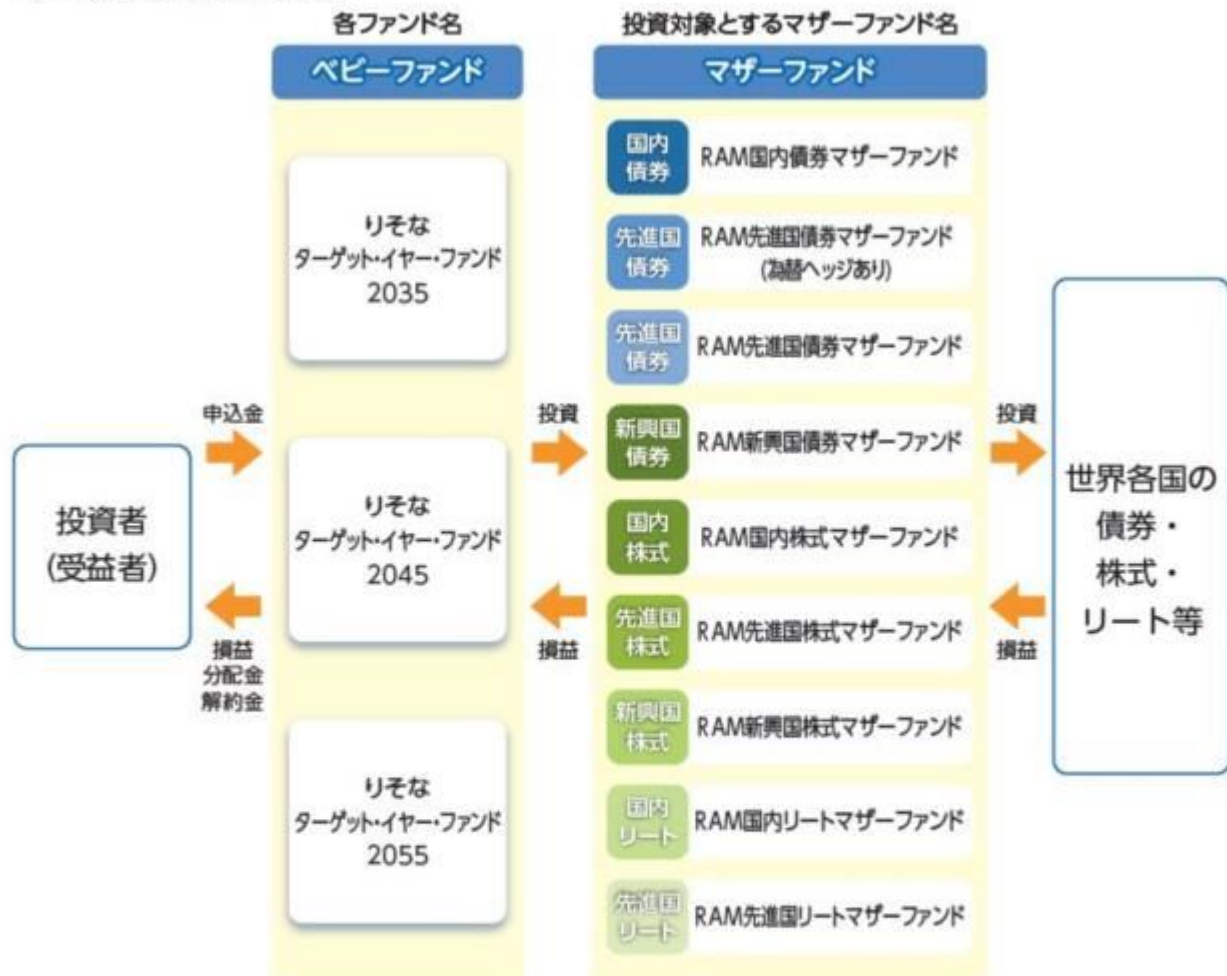 各ファンド名
ベビーファンド
りそな
ターゲット・イヤー・ファンド
2035
りそな
ターゲット・イヤー・ファンド
2045
りそな
ターゲット・イヤー・ファンド
2055
投資対象とするマザーファンド名
マザーファンド
国内
債券
RAM国内債券マザーファンド
先進国
債券
RAM先進国債券マザーファンド
(為替ヘッジあり)
先進国
債券
RAM先進国債券マザーファンド
新興国
債券
RAM新興国債券マザーファンド
国内
株式
RAM国内株式マザーファンド
先進国
株式
RAM先進国株式マザーファンド
新興国
株式
RAM新興国株式マザーファンド
国内
リート
RAM国内リートマザーファンド
先進国
リート
RAM先進国リートマザーファンド
投資者
(受益者)
申込金
損益
分配金
解約金
投資
損益
投資
損益
世界各国の
債券・
株式・
リート等